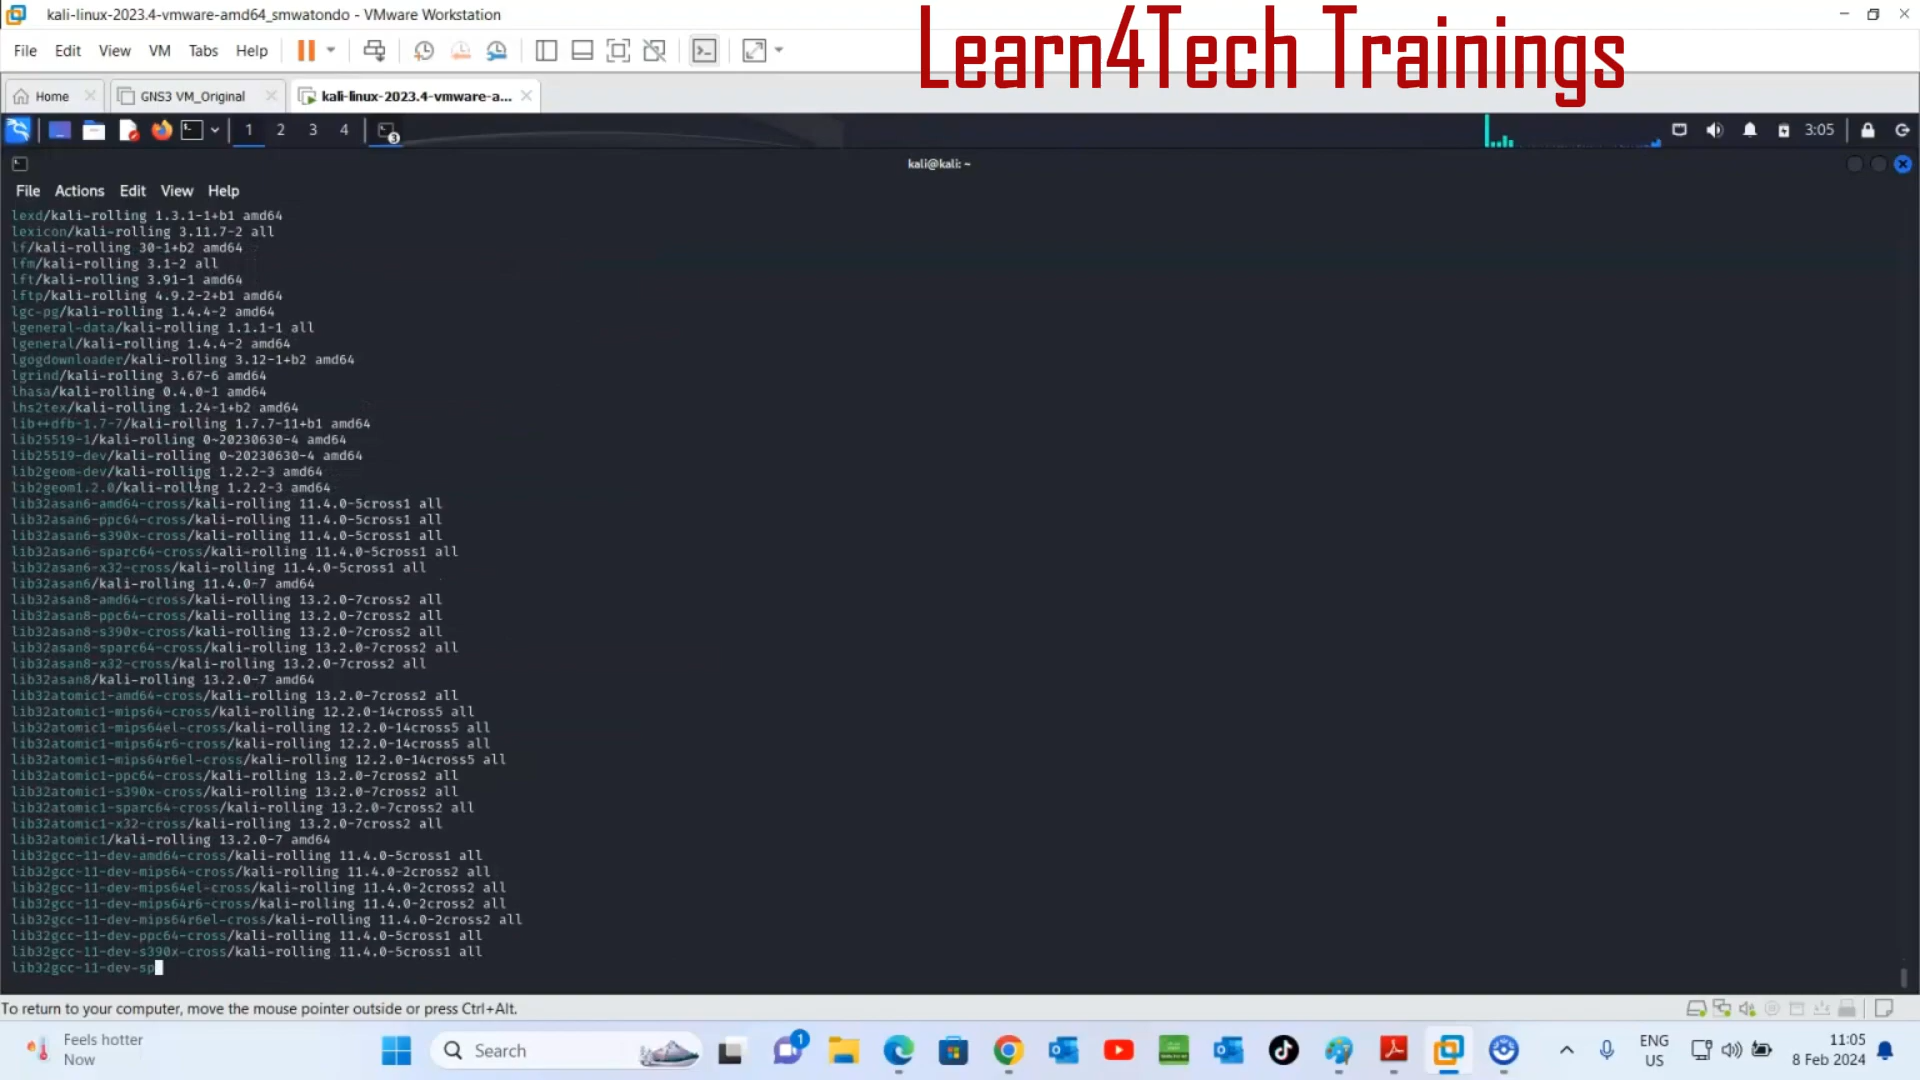 kali-linux-2023.4-vmware-amd64_smwatondo - VMware Workstation
Learn4Tech Trainings
File Edit View VM Tabs Help
Home GNS3 VM_Original kali-linux-2023.4-vmware-a...
1 2 3 4 3 3:05
kali@kali: ~
File Actions Edit View Help
lexd/kali-rolling 1.3.1-1+b1 amd64
lexicon/kali-rolling 3.11.7-2 all
lf/kali-rolling 30-1+b2 amd64
lfm/kali-rolling 3.1-2 all
lft/kali-rolling 3.91-1 amd64
lftp/kali-rolling 4.9.2-2+b1 amd64
lgc-pg/kali-rolling 1.4.4-2 amd64
lgeneral-data/kali-rolling 1.1.1-1 all
lgeneral/kali-rolling 1.4.4-2 amd64
lgogdownloader/kali-rolling 3.12-1+b2 amd64
lgrind/kali-rolling 3.67-6 amd64
lhasa/kali-rolling 0.4.0-1 amd64
lhs2tex/kali-rolling 1.24-1+b2 amd64
lib++dfb-1.7-7/kali-rolling 1.7.7-11+b1 amd64
lib25519-1/kali-rolling 0~20230630-4 amd64
lib25519-dev/kali-rolling 0~20230630-4 amd64
lib2geom-dev/kali-rolling 1.2.2-3 amd64
lib2geom1.2.0/kali-rolling 1.2.2-3 amd64
lib32asan6-amd64-cross/kali-rolling 11.4.0-5cross1 all
lib32asan6-ppc64-cross/kali-rolling 11.4.0-5cross1 all
lib32asan6-s390x-cross/kali-rolling 11.4.0-5cross1 all
lib32asan6-sparc64-cross/kali-rolling 11.4.0-5cross1 all
lib32asan6-x32-cross/kali-rolling 11.4.0-5cross1 all
lib32asan6/kali-rolling 11.4.0-7 amd64
lib32asan8-amd64-cross/kali-rolling 13.2.0-7cross2 all
lib32asan8-ppc64-cross/kali-rolling 13.2.0-7cross2 all
lib32asan8-s390x-cross/kali-rolling 13.2.0-7cross2 all
lib32asan8-sparc64-cross/kali-rolling 13.2.0-7cross2 all
lib32asan8-x32-cross/kali-rolling 13.2.0-7cross2 all
lib32asan8/kali-rolling 13.2.0-7 amd64
lib32atomic1-amd64-cross/kali-rolling 13.2.0-7cross2 all
lib32atomic1-mips64-cross/kali-rolling 12.2.0-14cross5 all
lib32atomic1-mips64el-cross/kali-rolling 12.2.0-14cross5 all
lib32atomic1-mips64r6-cross/kali-rolling 12.2.0-14cross5 all
lib32atomic1-mips64r6el-cross/kali-rolling 12.2.0-14cross5 all
lib32atomic1-ppc64-cross/kali-rolling 13.2.0-7cross2 all
lib32atomic1-s390x-cross/kali-rolling 13.2.0-7cross2 all
lib32atomic1-sparc64-cross/kali-rolling 13.2.0-7cross2 all
lib32atomic1-x32-cross/kali-rolling 13.2.0-7cross2 all
lib32atomic1/kali-rolling 13.2.0-7 amd64
lib32gcc-11-dev-amd64-cross/kali-rolling 11.4.0-5cross1 all
lib32gcc-11-dev-mips64-cross/kali-rolling 11.4.0-2cross2 all
lib32gcc-11-dev-mips64el-cross/kali-rolling 11.4.0-2cross2 all
lib32gcc-11-dev-mips64r6-cross/kali-rolling 11.4.0-2cross2 all
lib32gcc-11-dev-mips64r6el-cross/kali-rolling 11.4.0-2cross2 all
lib32gcc-11-dev-ppc64-cross/kali-rolling 11.4.0-5cross1 all
lib32gcc-11-dev-s390x-cross/kali-rolling 11.4.0-5cross1 all
lib32gcc-11-dev-sp
To return to your computer, move the mouse pointer outside or press Ctrl+Alt.
Feels hotter
Now
Search
1
ENG
US
11:05
8 Feb 2024